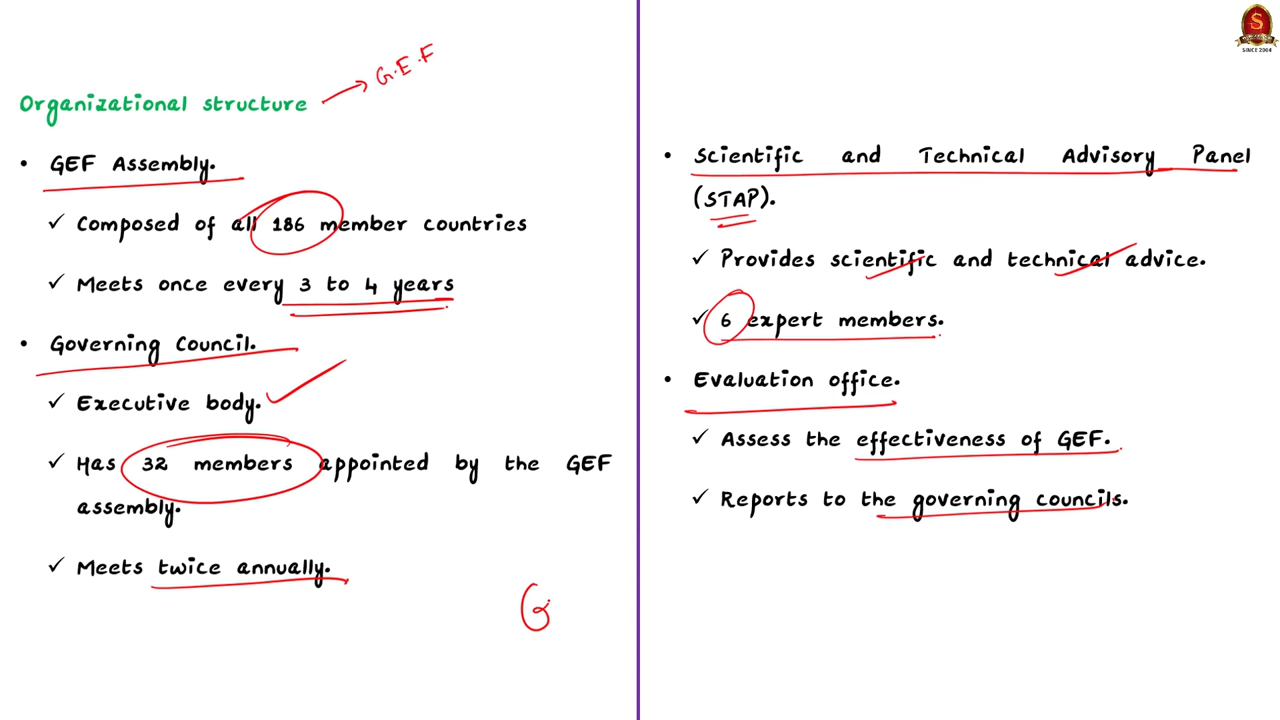 Organizational structure
G.E.F
• GEF Assembly.
✓ Composed of all 186 member countries
✓ Meets once every 3 to 4 years
• Governing Council.
✓ Executive body.
✓ Has 32 members appointed by the GEF
assembly.
✓ Meets twice annually.
G
S
SINCE 2004
• Scientific and Technical Advisory Panel
(STAP).
✓ Provides scientific and technical advice.
✓ 6 expert members.
• Evaluation office.
✓ Assess the effectiveness of GEF.
✓ Reports to the governing councils.